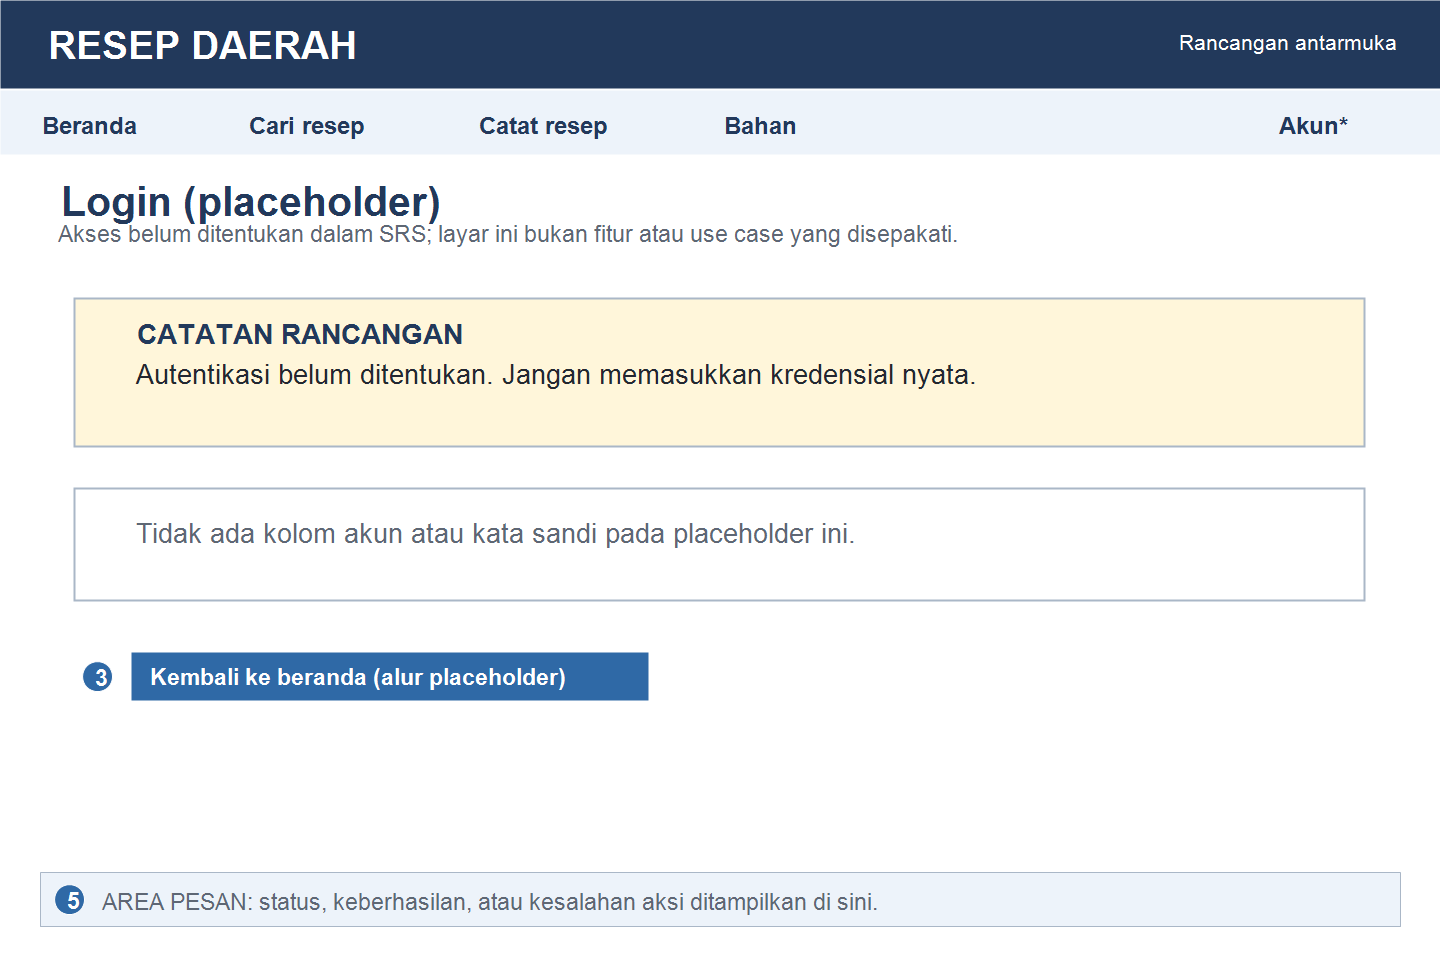 RESEP DAERAH
Rancangan antarmuka
Beranda
Cari resep
Catat resep
Bahan
Akun*
Login (placeholder)
Akses belum ditentukan dalam SRS; layar ini bukan fitur atau use case yang disepakati.
CATATAN RANCANGAN
Autentikasi belum ditentukan. Jangan memasukkan kredensial nyata.
Tidak ada kolom akun atau kata sandi pada placeholder ini.
3 Kembali ke beranda (alur placeholder)
5 AREA PESAN: status, keberhasilan, atau kesalahan aksi ditampilkan di sini.